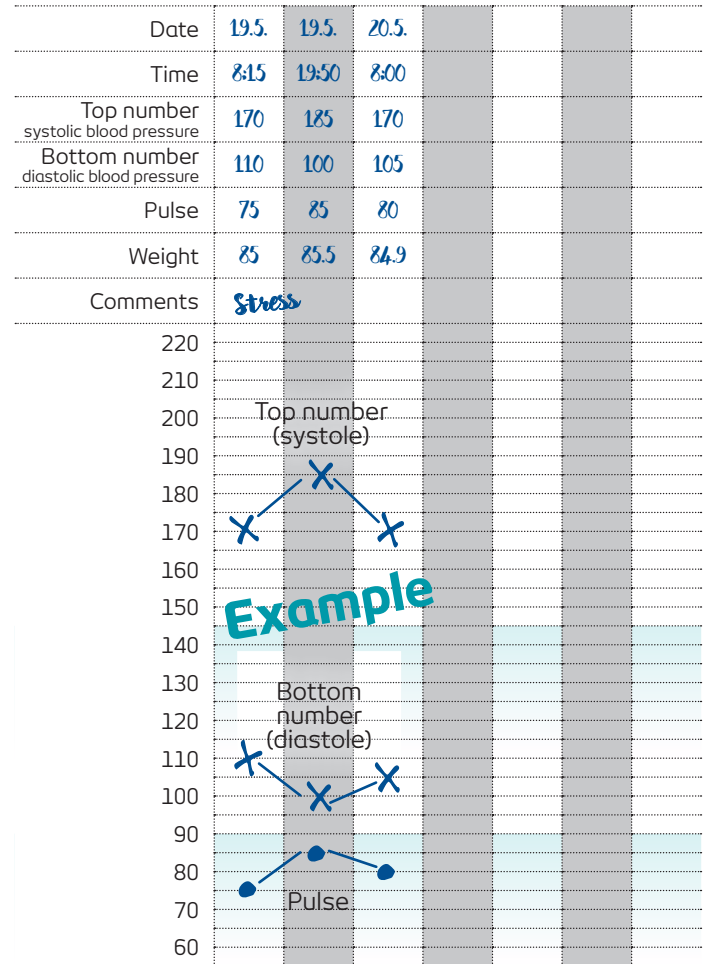 Date 19.5. 19.5. 20.5.
Time 8:15 19:50 8:00
Top number
systolic blood pressure 170 185 170
Bottom number
diastolic blood pressure 110 100 105
Pulse 75 85 80
Weight 85 85.5 84.9
Comments Stress
220
210
200
Top number
(systole)
190
180
170
160
Example
150
140
130
Bottom
number
120
(diastole)
110
100
90
80
Pulse
70
60